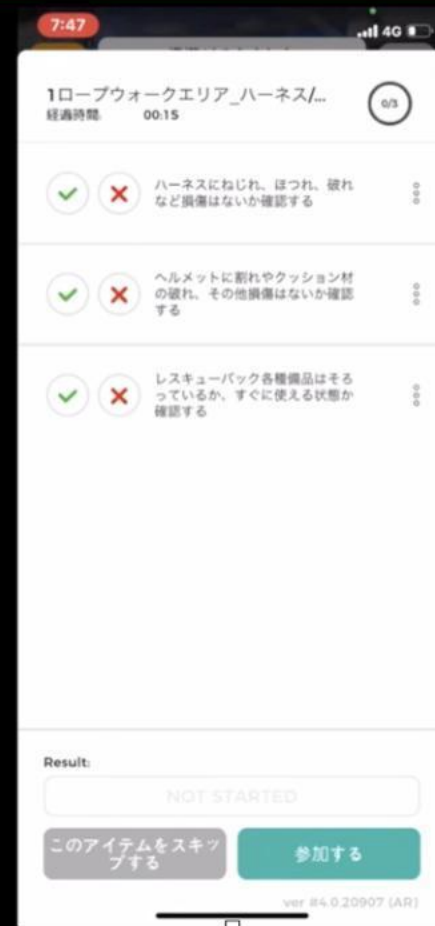 7:47
4G
1ロープウォークエリア_ハーネス/...
経過時間: 00:15
0/3
ハーネスにねじれ、ほつれ、破れ
など損傷はないか確認する
ヘルメットに割れやクッション材
の破れ、その他損傷はないか確認
する
レスキューパック各種備品はそろ
っているか、すぐに使える状態か
確認する
Result:
NOT STARTED
このアイテムをスキッ
プする
参加する
ver #4.0.20907 (AR)